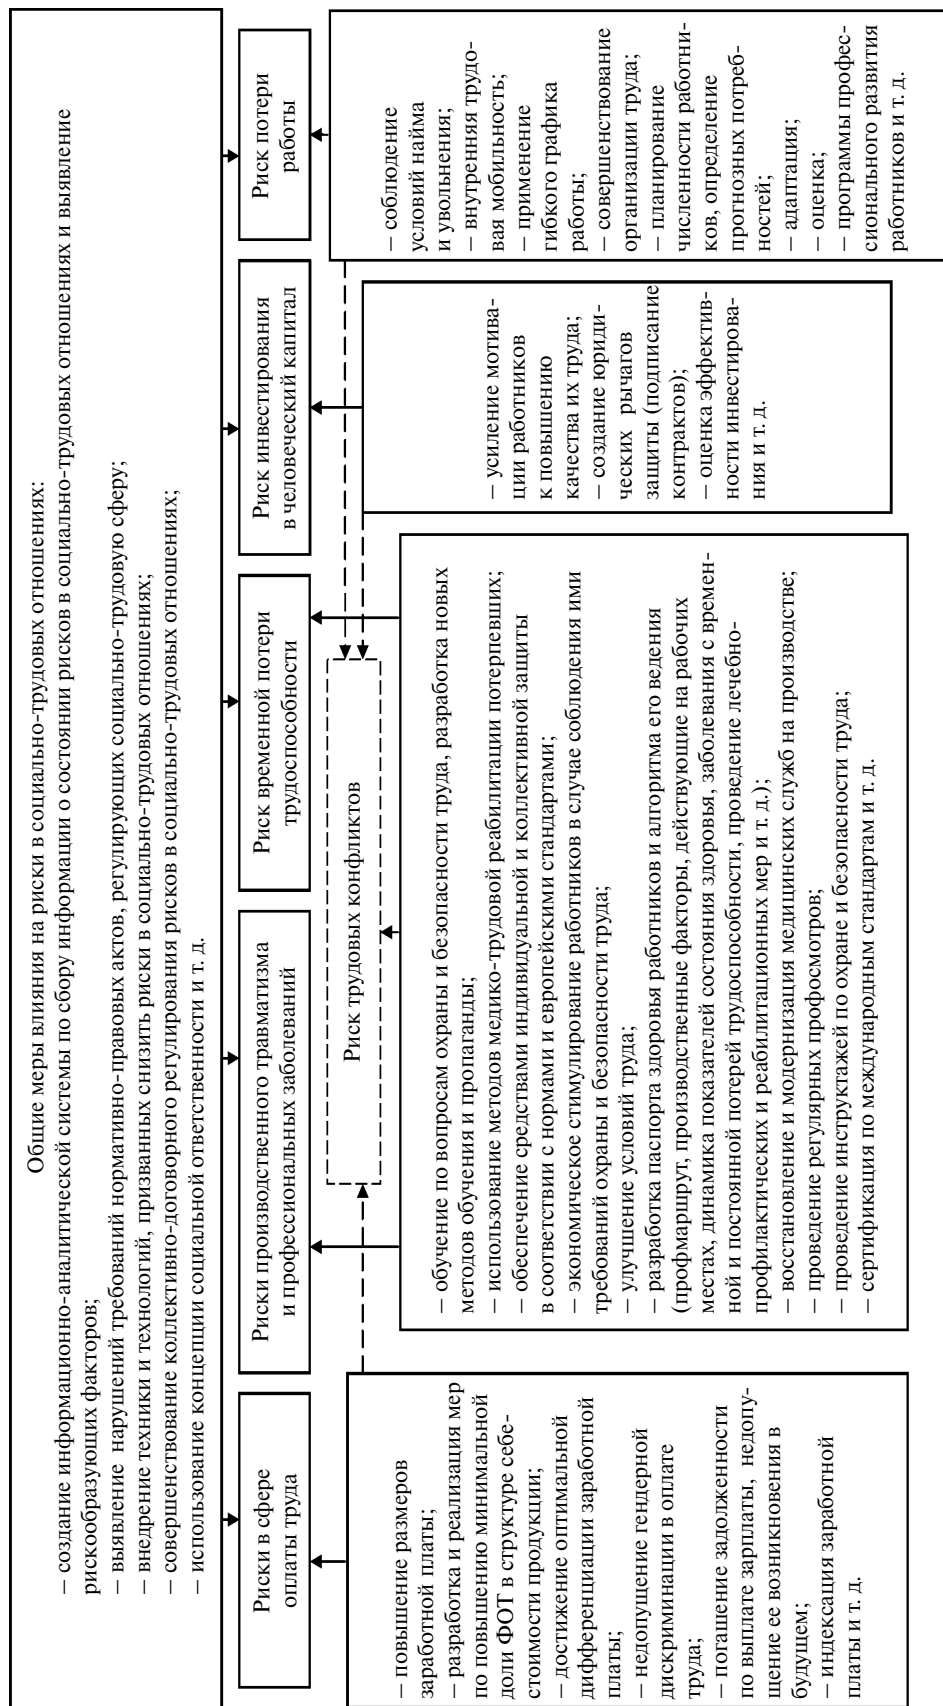 Общие меры влияния на риски в социально-трудовых отношениях:
– создание информационно-аналитической системы по сбору информации о состоянии рисков в социально-трудовых отношениях и выявление
рискообразующих факторов;
– выявление нарушений требований нормативно-правовых актов, регулирующих социально-трудовую сферу;
– внедрение техники и технологий, призванных снизить риски в социально-трудовых отношениях;
– совершенствование коллективно-договорного регулирования рисков в социально-трудовых отношениях;
– использование концепции социальной ответственности и т. д.
Риски в сфере
оплаты труда
Риски производственного травматизма
и профессиональных заболеваний
Риск временной потери
трудоспособности
Риск инвестирования
в человеческий капитал
Риск потери
работы
Риск трудовых конфликтов
– повышение размеров
заработной платы;
– разработка и реализация мер
по повышению минимальной
доли ФОТ в структуре себе-
стоимости продукции;
– достижение оптимальной
дифференциации заработной
платы;
– недопущение гендерной
дискриминации в оплате
труда;
– погашение задолженности
по выплате зарплаты, недопу-
щение ее возникновения в
будущем;
– индексация заработной
платы и т. д.
– обучение по вопросам охраны и безопасности труда, разработка новых
методов обучения и пропаганды;
– использование методов медико-трудовой реабилитации потерпевших;
– обеспечение средствами индивидуальной и коллективной защиты
в соответствии с нормами и европейскими стандартами;
– экономическое стимулирование работников в случае соблюдения ими
требований охраны и безопасности труда;
– улучшение условий труда;
– разработка паспорта здоровья работников и алгоритма его ведения
(профмаршрут, производственные факторы, действующие на рабочих
местах, динамика показателей состояния здоровья, заболевания с времен-
ной и постоянной потерей трудоспособности, проведение лечебно-
профилактических и реабилитационных мер и т. д.);
– восстановление и модернизация медицинских служб на производстве;
– проведение регулярных профосмотров;
– проведение инструктажей по охране и безопасности труда;
– сертификация по международным стандартам и т. д.
– усиление мотива-
ции работников
к повышению
качества их труда;
– создание юриди-
ческих рычагов
защиты (подписание
контрактов);
– оценка эффектив-
ности инвестирова-
ния и т. д.
– соблюдение
условий найма
и увольнения;
– внутренняя трудо-
вая мобильность;
– применение
гибкого графика
работы;
– совершенствование
организации труда;
– планирование
численности работни-
ков, определение
прогнозных потреб-
ностей;
– адаптация;
– оценка;
– программы профес-
сионального развития
работников и т. д.